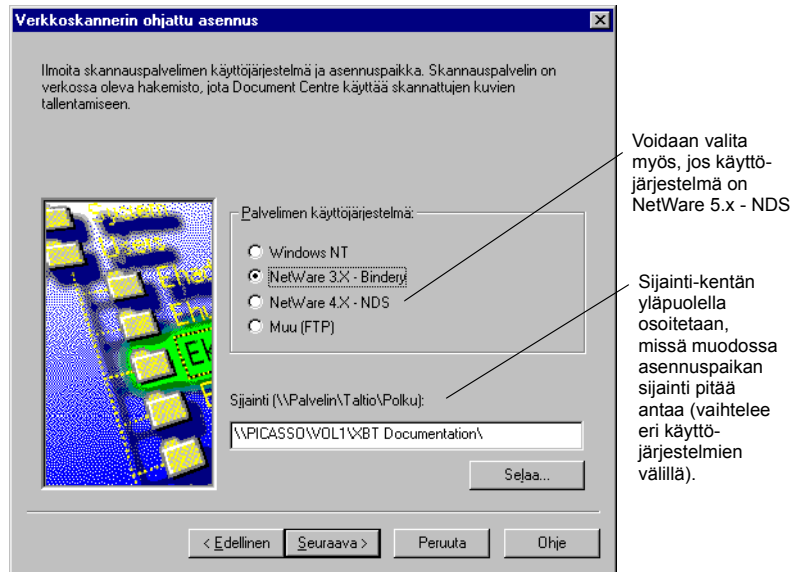 Verkkoskannerin ohjattu asennus
Ilmoita skannauspalvelimen käyttöjärjestelmä ja asennuspaikka. Skannauspalvelin on
verkossa oleva hakemisto, jota Document Centre käyttää skannattujen kuvien
tallentamiseen.
Palvelimen käyttöjärjestelmä:
Windows NT
NetWare 3.X - Bindery
NetWare 4.X - NDS
Muu (FTP)
Sijainti (\\Palvelin\Taltio\Polku):
\\PICASSO\VOL1\XBT Documentation\
Selaa...
< Edellinen
Seuraava >
Peruuta
Ohje
Voidaan valita
myös, jos käyttö-
järjestelmä on
NetWare 5.x - NDS
Sijainti-kentän
yläpuolella
osoitetaan,
missä muodossa
asennuspaikan
sijainti pitää
antaa (vaihtelee
eri käyttö-
järjestelmien
välillä).